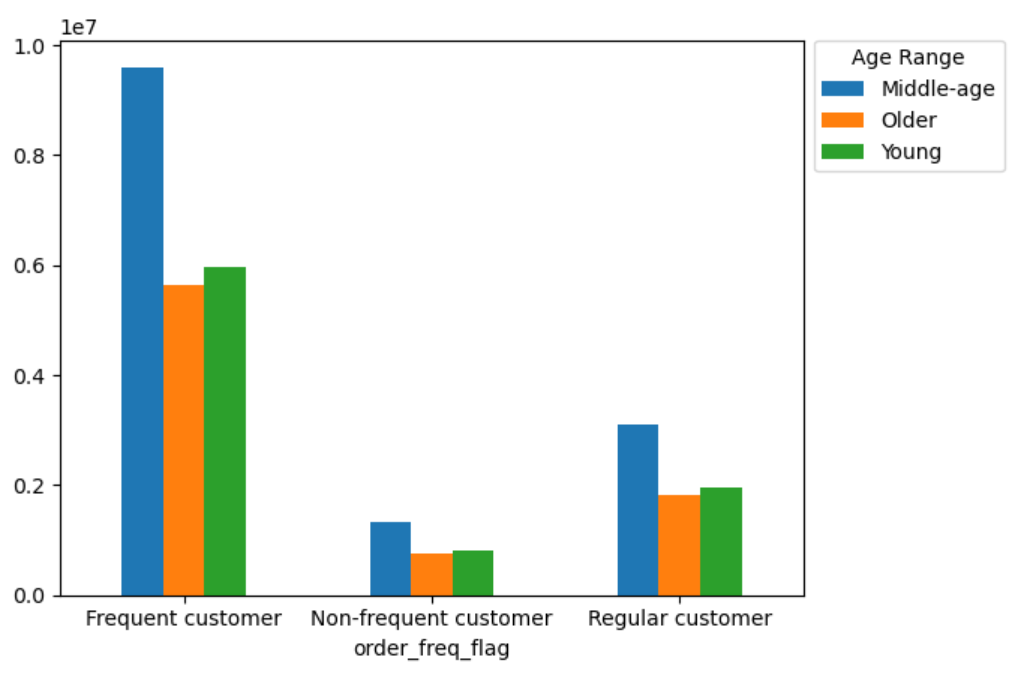 1e7
1.0
0.8
0.6
0.4
0.2
0.0
Frequent customer
Non-frequent customer
Regular customer
order_freq_flag
Age Range
Middle-age
Older
Young